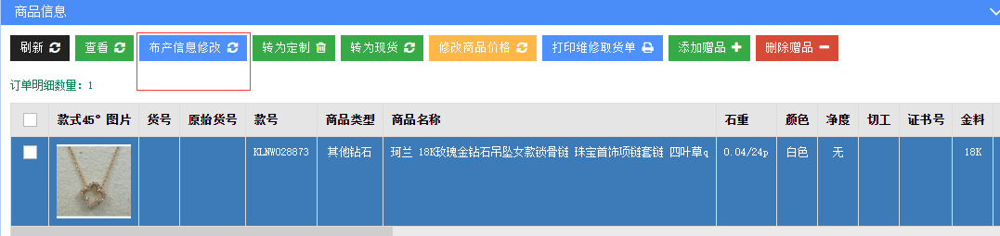 商品信息
刷新 查看 布产信息修改 转为定制 转为现货 修改商品价格 打印维修取货单 添加赠品 删除赠品
订单明细数量：1
款式45°图片 货号 原始货号 款号 商品类型 商品名称 石重 颜色 净度 切工 证书号 金料
KLNW028873 其他钻石 珂兰 18K玫瑰金钻石吊坠女款锁骨链 珠宝首饰项链套链 四叶草q 0.04/24p 白色 无 18K